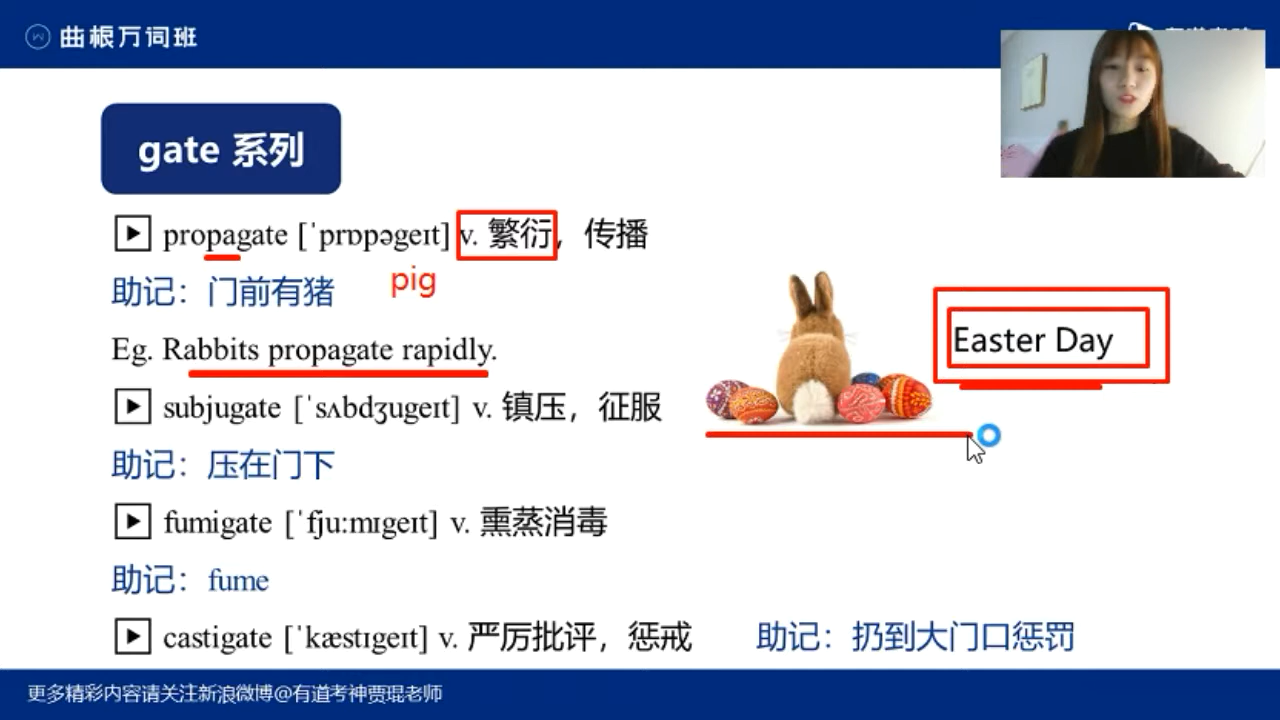 曲根万词班
gate 系列
propagate [ˈprɒpəgeɪt] v. 繁衍，传播
助记：门前有猪
pig
Eg. Rabbits propagate rapidly.
Easter Day
subjugate [ˈsʌbdʒugeɪt] v. 镇压，征服
助记：压在门下
fumigate [ˈfju:mɪgeɪt] v. 熏蒸消毒
助记：fume
castigate [ˈkæstɪgeɪt] v. 严厉批评，惩戒
助记：扔到大门口惩罚
更多精彩内容请关注新浪微博@有道考神贾琨老师